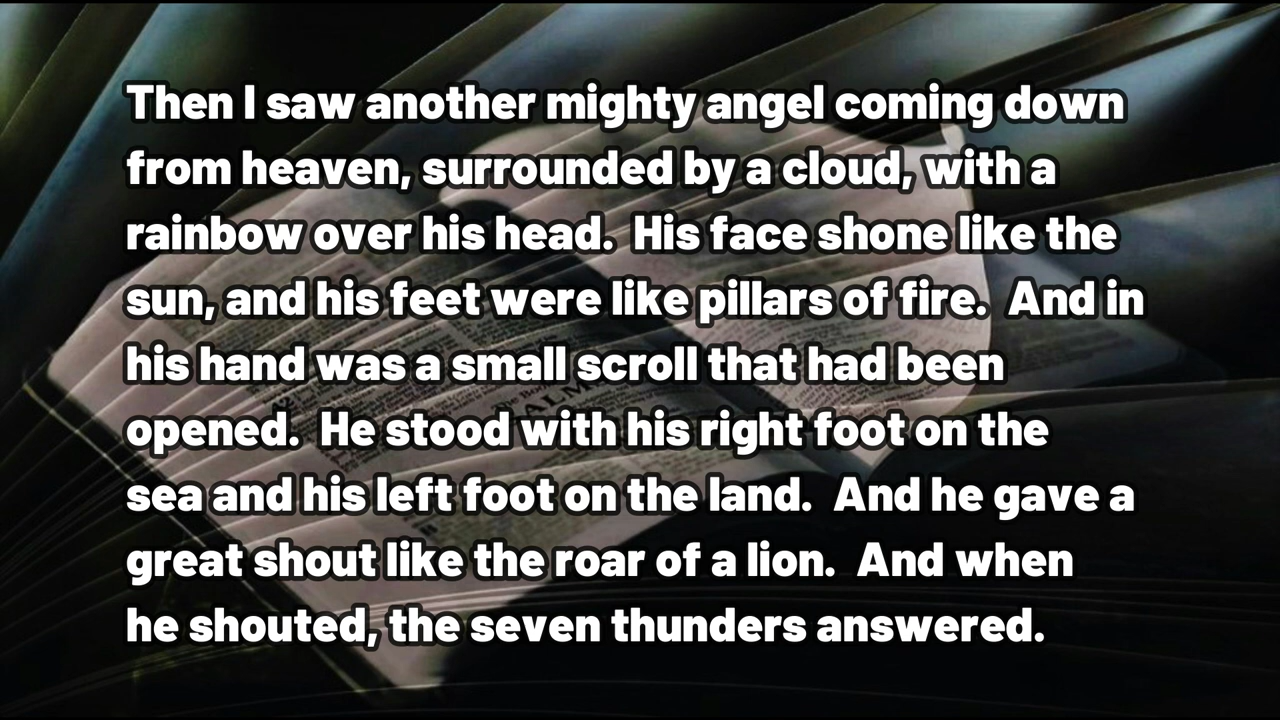 Then I saw another mighty angel coming down
from heaven, surrounded by a cloud, with a
rainbow over his head.  His face shone like the
sun, and his feet were like pillars of fire.  And in
his hand was a small scroll that had been
opened.  He stood with his right foot on the
sea and his left foot on the land.  And he gave a
great shout like the roar of a lion.  And when
he shouted, the seven thunders answered.